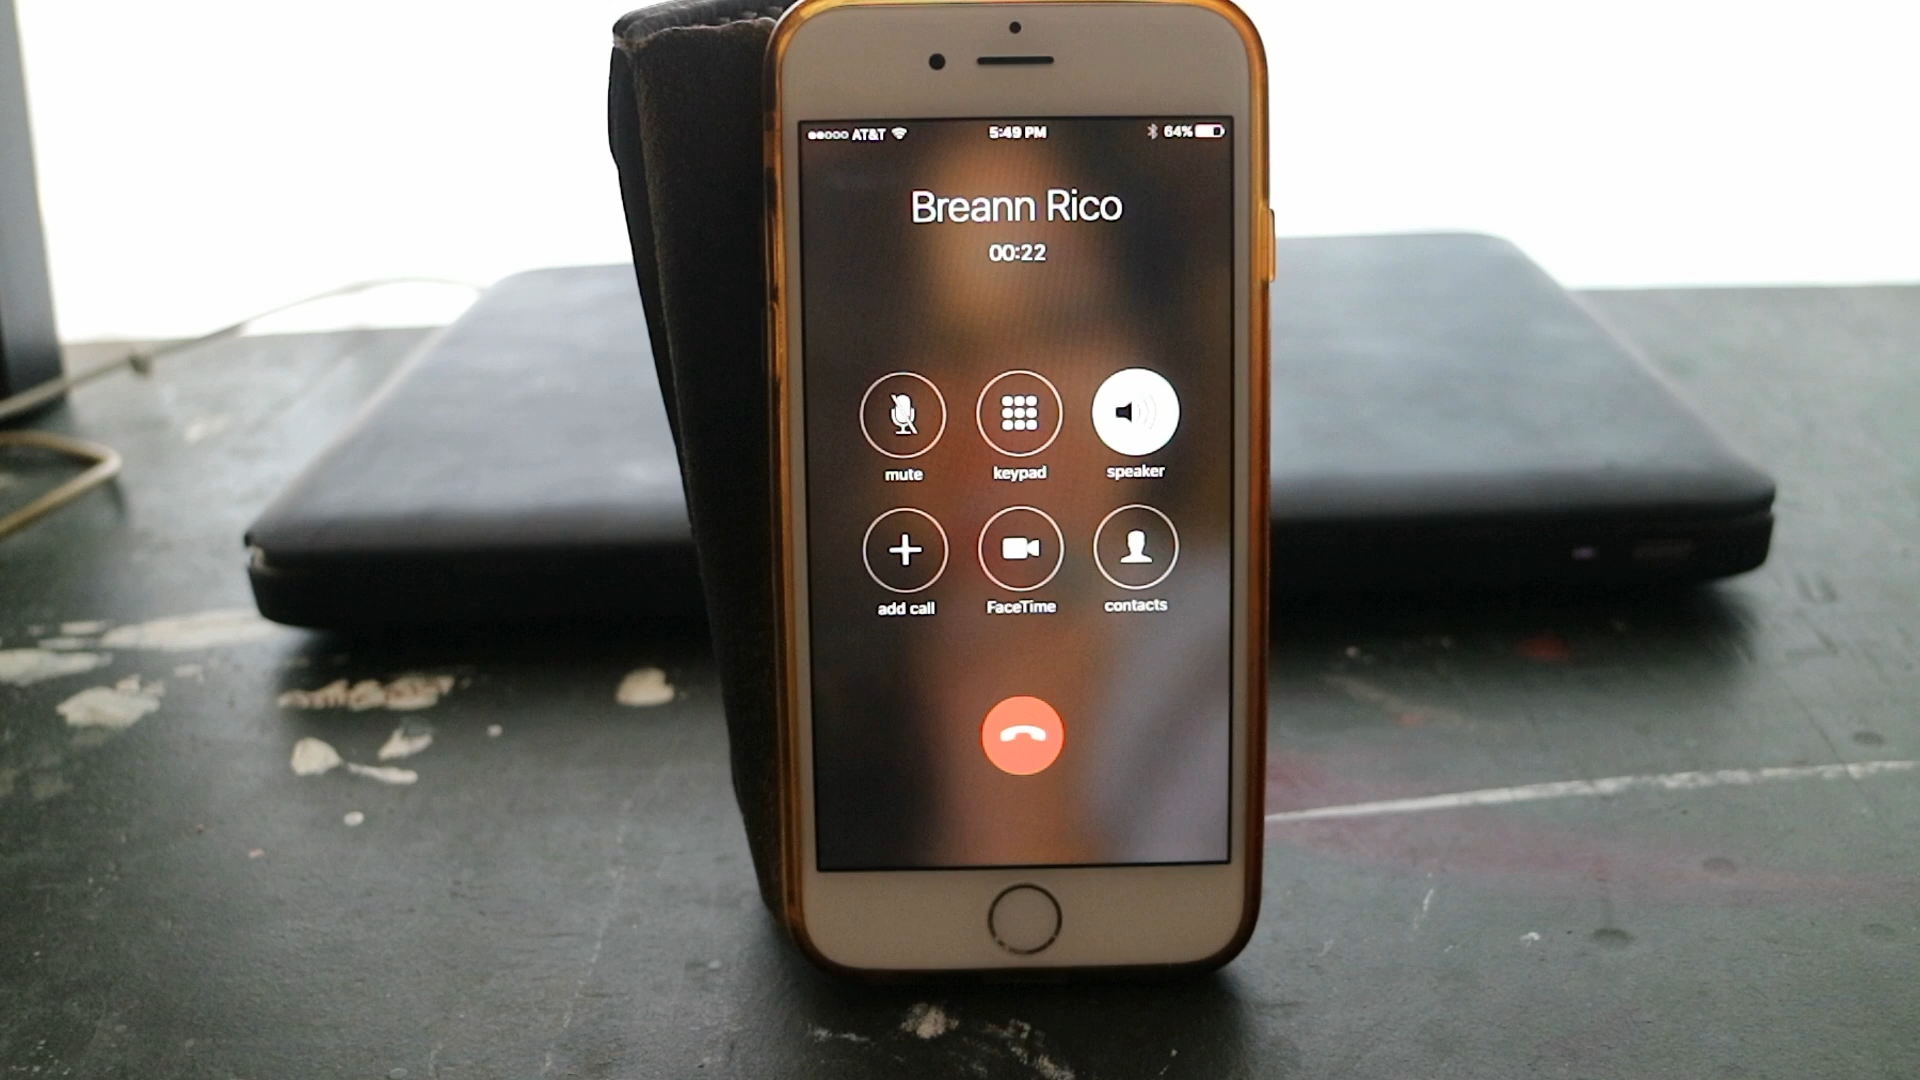 AT&T 5:49 PM 64%
Breann Rico
00:22
mute keypad speaker
add call FaceTime contacts